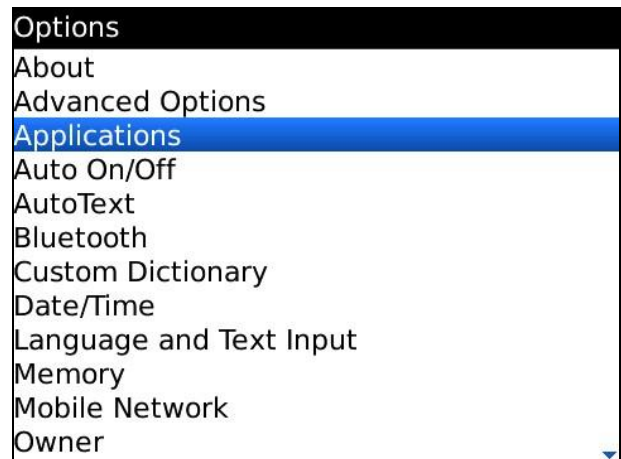 Options
About
Advanced Options
Applications
Auto On/Off
AutoText
Bluetooth
Custom Dictionary
Date/Time
Language and Text Input
Memory
Mobile Network
Owner